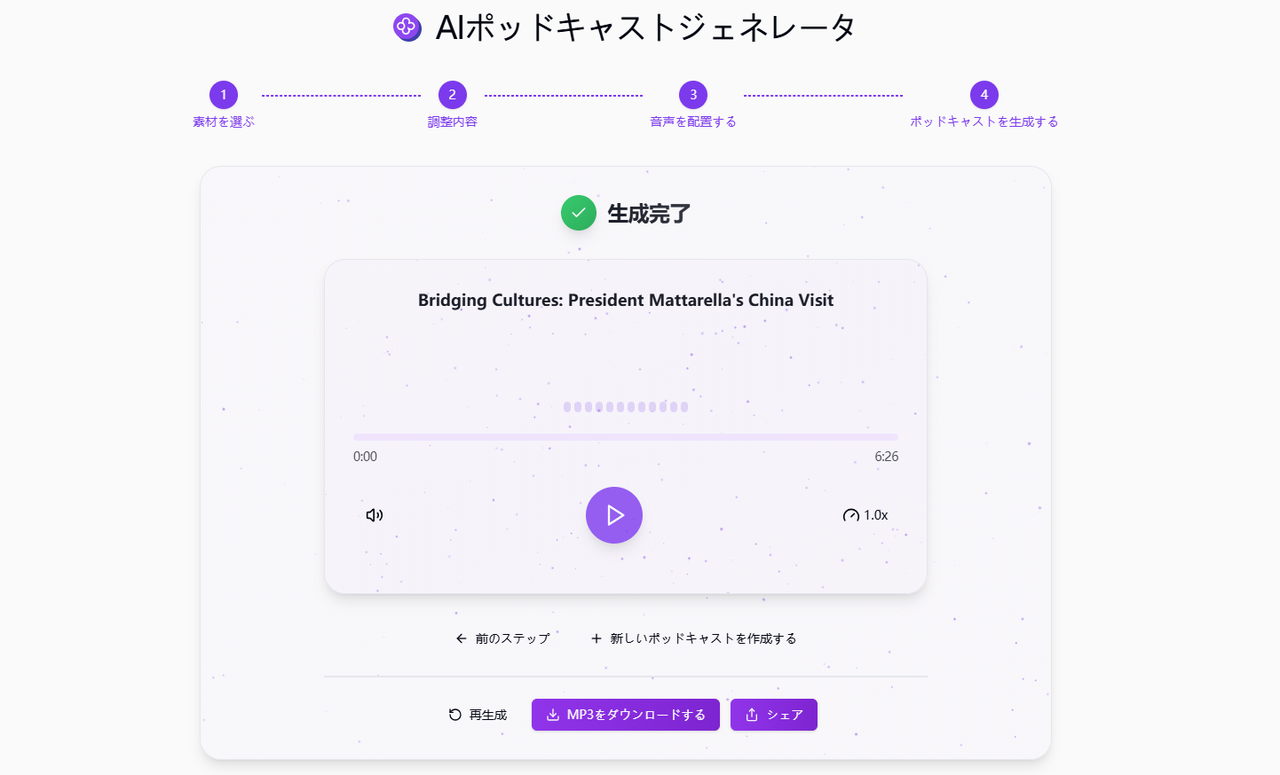 AIポッドキャストジェネレータ
1
2
3
4
素材を選ぶ
調整内容
音声を配置する
ポッドキャストを生成する
生成完了
Bridging Cultures: President Mattarella's China Visit
0:00
6:26
1.0x
前のステップ
新しいポッドキャストを作成する
再生成
MP3をダウンロードする
シェア